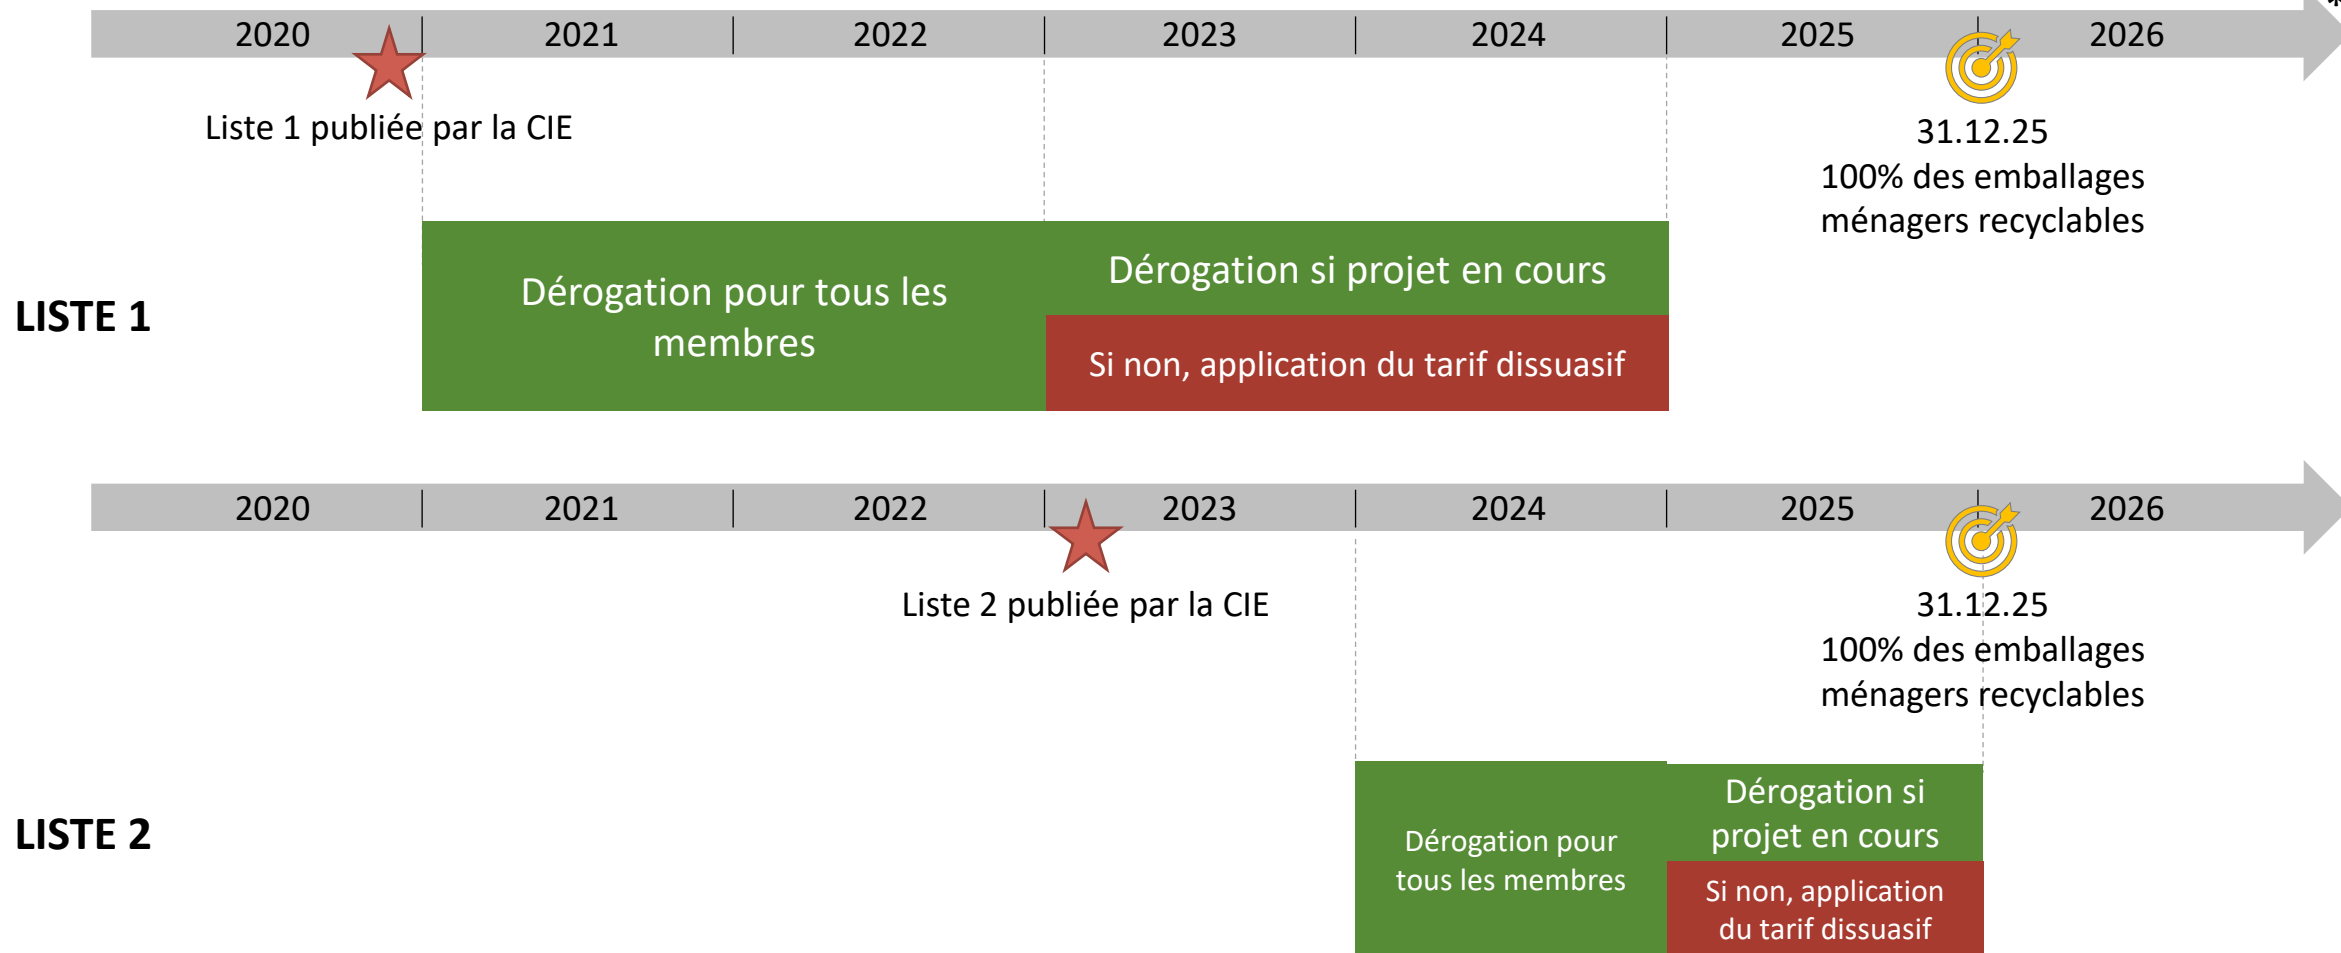 *
2020 2021 2022 2023 2024 2025 2026
Liste 1 publiée par la CIE
31.12.25
100% des emballages
ménagers recyclables
LISTE 1
Dérogation pour tous les
membres
Dérogation si projet en cours
Si non, application du tarif dissuasif
2020 2021 2022 2023 2024 2025 2026
Liste 2 publiée par la CIE
31.12.25
100% des emballages
ménagers recyclables
LISTE 2
Dérogation pour
tous les membres
Dérogation si
projet en cours
Si non, application
du tarif dissuasif